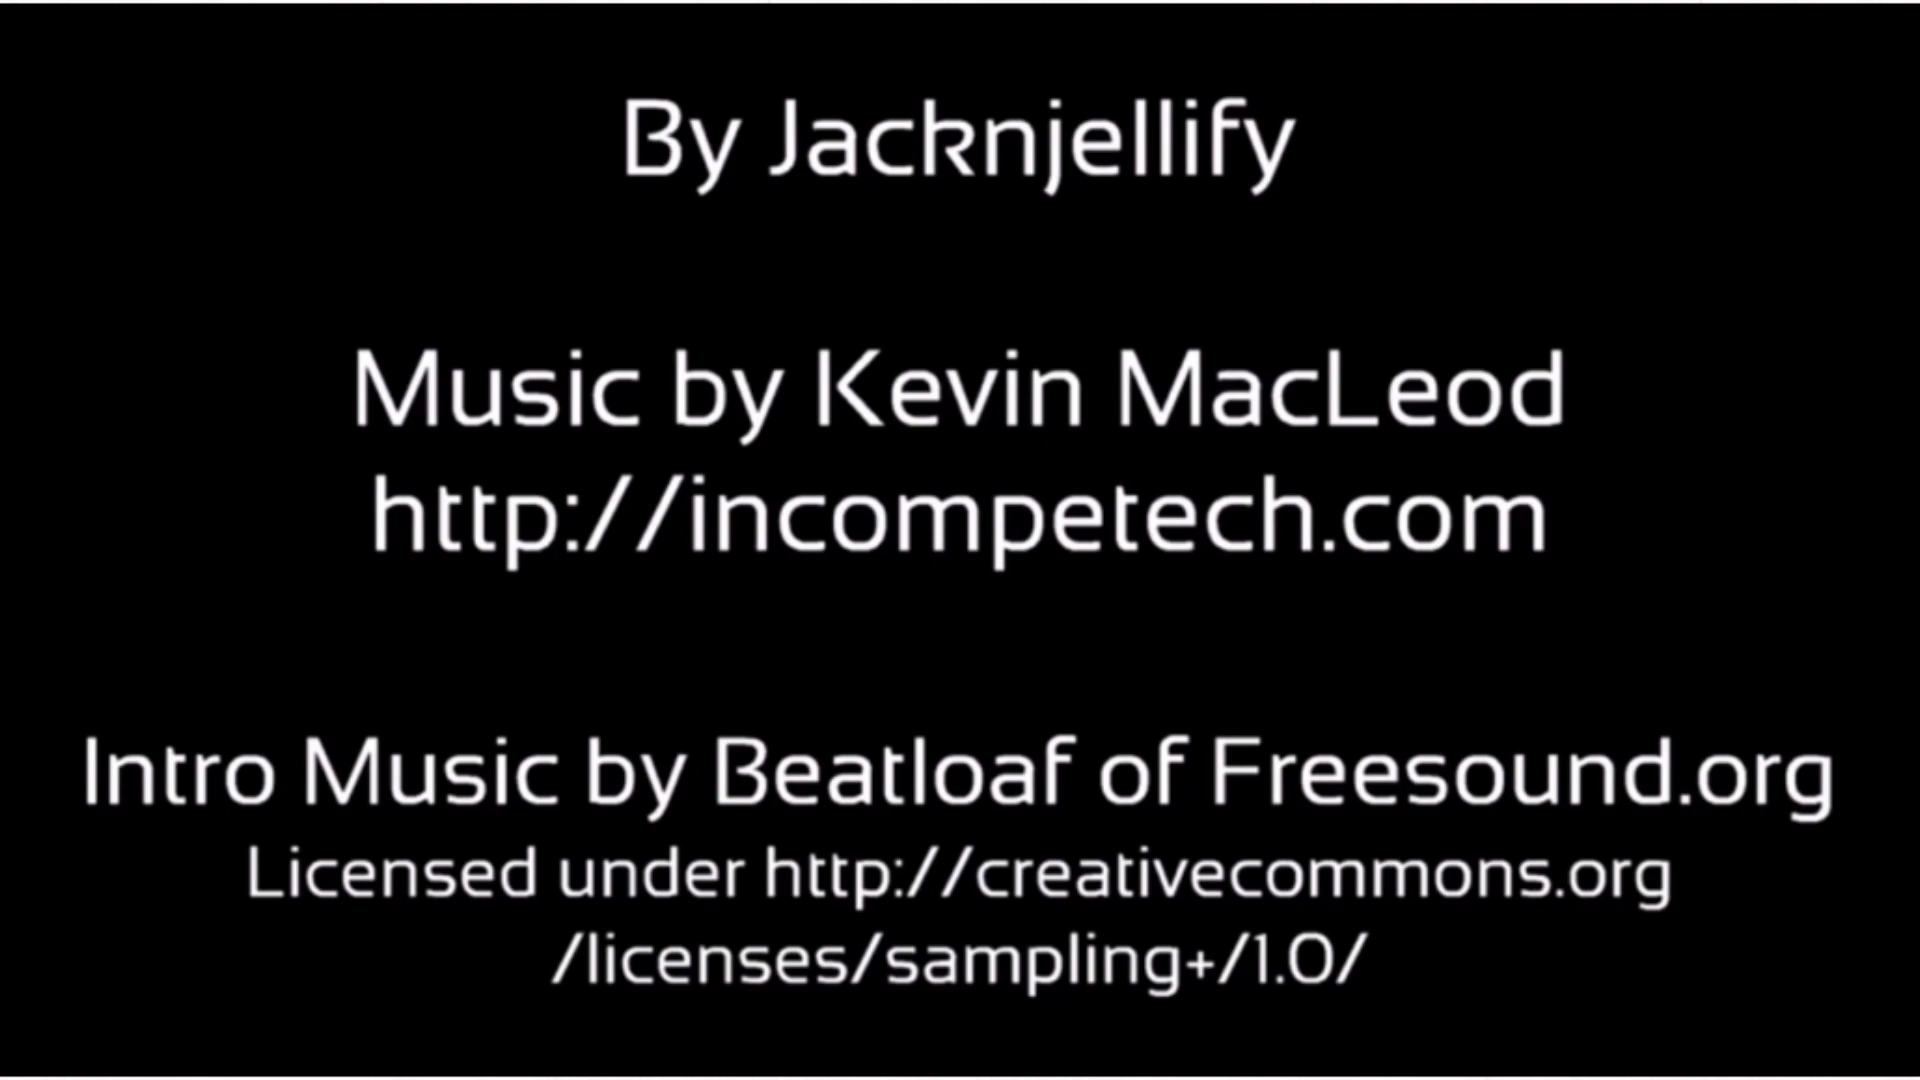 By Jacknjellify
Music by Kevin MacLeod
http://incompetech.com
Intro Music by Beatloaf of Freesound.org
Licensed under http://creativecommons.org
/licenses/sampling+/1.0/